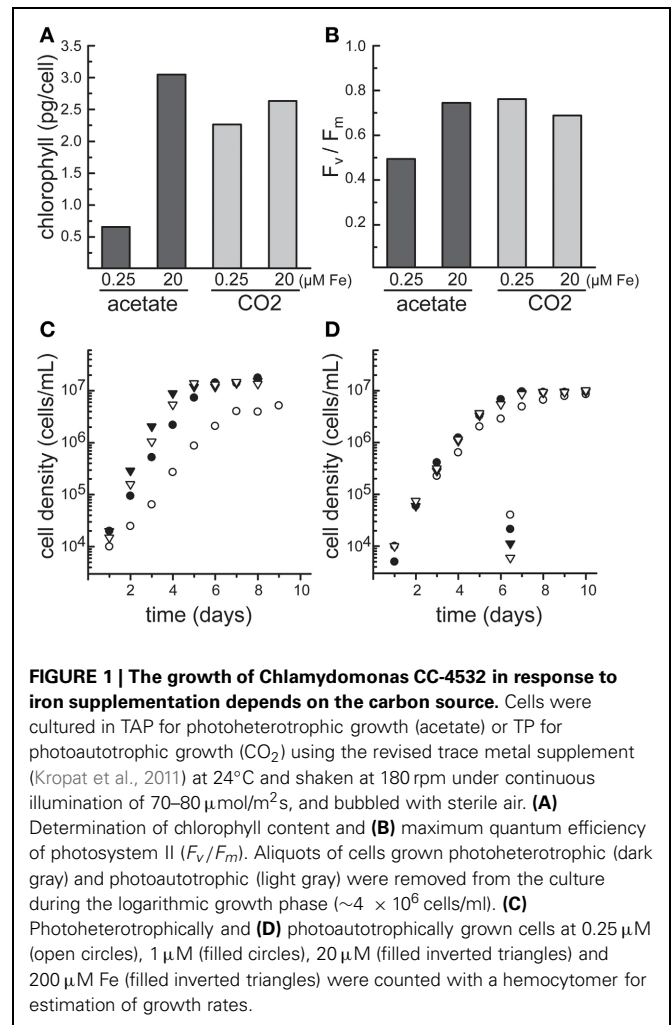 A
B
3.5
3.0
2.5
2.0
1.5
1.0
0.5
chlorophyll (pg/cell)
0.25 20 0.25 20 (μM Fe)
acetate CO2
1.0
0.8
0.6
0.4
0.2
Fv / Fm
0.25 20 0.25 20 (μM Fe)
acetate CO2
C
D
cell density (cells/mL)
10⁷
10⁶
10⁵
10⁴
2 4 6 8 10
time (days)
cell density (cells/mL)
10⁷
10⁶
10⁵
10⁴
0 2 4 6 8 10
time (days)
FIGURE 1 | The growth of Chlamydomonas CC-4532 in response to
iron supplementation depends on the carbon source. Cells were
cultured in TAP for photoheterotrophic growth (acetate) or TP for
photoautotrophic growth (CO₂) using the revised trace metal supplement
(Kropat et al., 2011) at 24°C and shaken at 180 rpm under continuous
illumination of 70–80 μmol/m²s, and bubbled with sterile air. (A)
Determination of chlorophyll content and (B) maximum quantum efficiency
of photosystem II (Fv/Fm). Aliquots of cells grown photoheterotrophic (dark
gray) and photoautotrophic (light gray) were removed from the culture
during the logarithmic growth phase (~4 × 10⁶ cells/ml). (C)
Photoheterotrophically and (D) photoautotrophically grown cells at 0.25 μM
(open circles), 1 μM (filled circles), 20 μM (filled inverted triangles) and
200 μM Fe (filled inverted triangles) were counted with a hemocytomer for
estimation of growth rates.